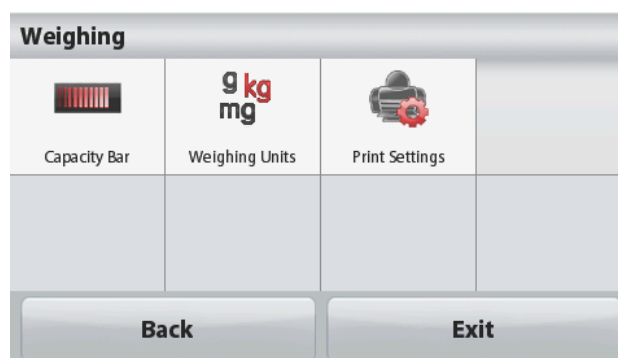 Weighing
g kg
mg
Capacity Bar
Weighing Units
Print Settings
Back
Exit